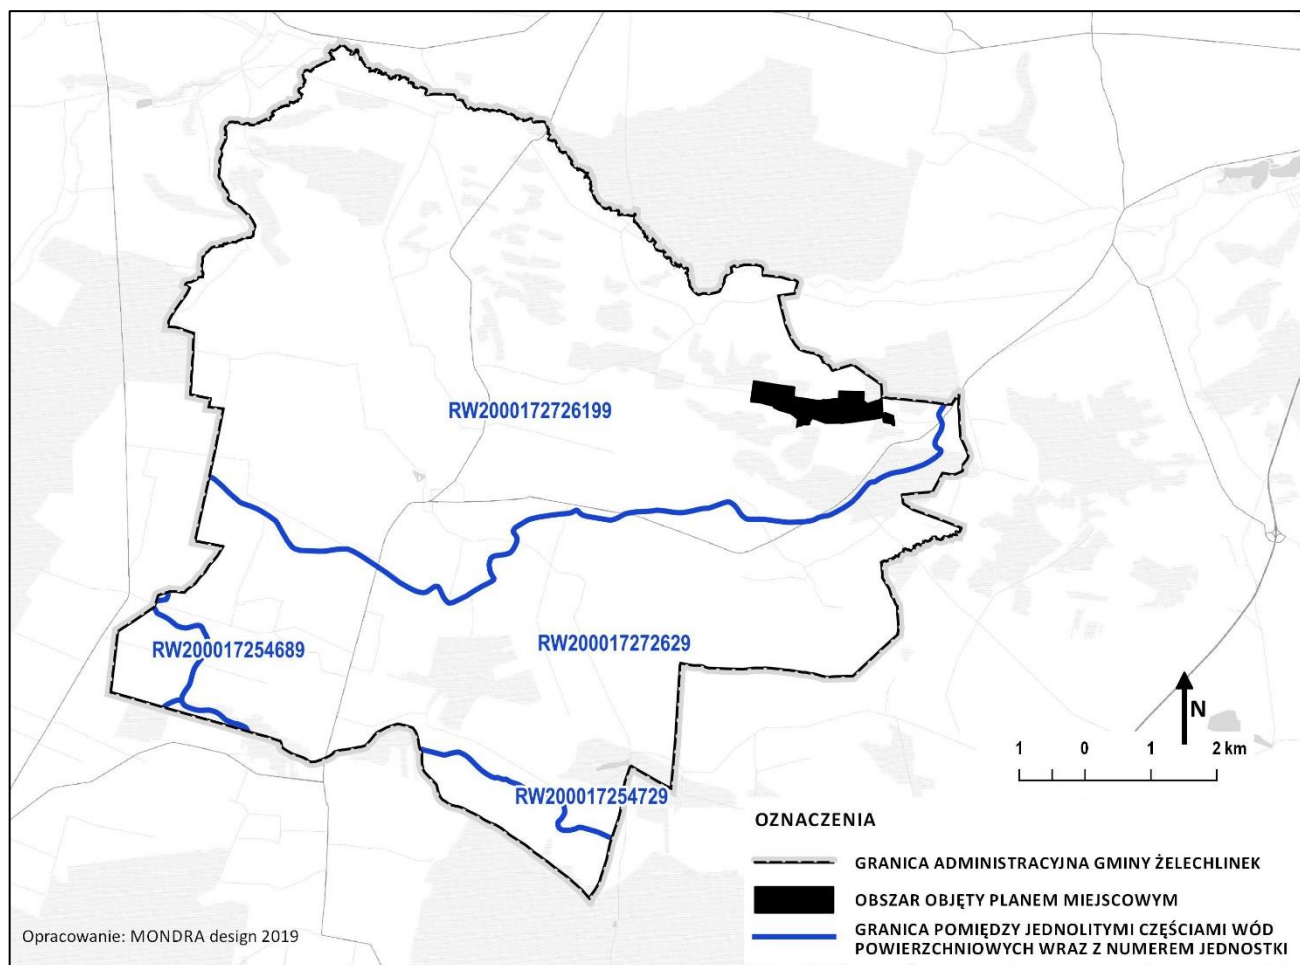 RW2000172726199
RW200017272629
RW200017254689
RW200017254729
N
1 0 1 2 km
OZNACZENIA
GRANICA ADMINISTRACYJNA GMINY ŻELECHLINEK
OBSZAR OBJĘTY PLANEM MIEJSCOWYM
GRANICA POMIĘDZY JEDNOLITYMI CZĘŚCIAMI WÓD
POWIERZCHNIOWYCH WRAZ Z NUMEREM JEDNOSTKI
Opracowanie: MONDRA design 2019